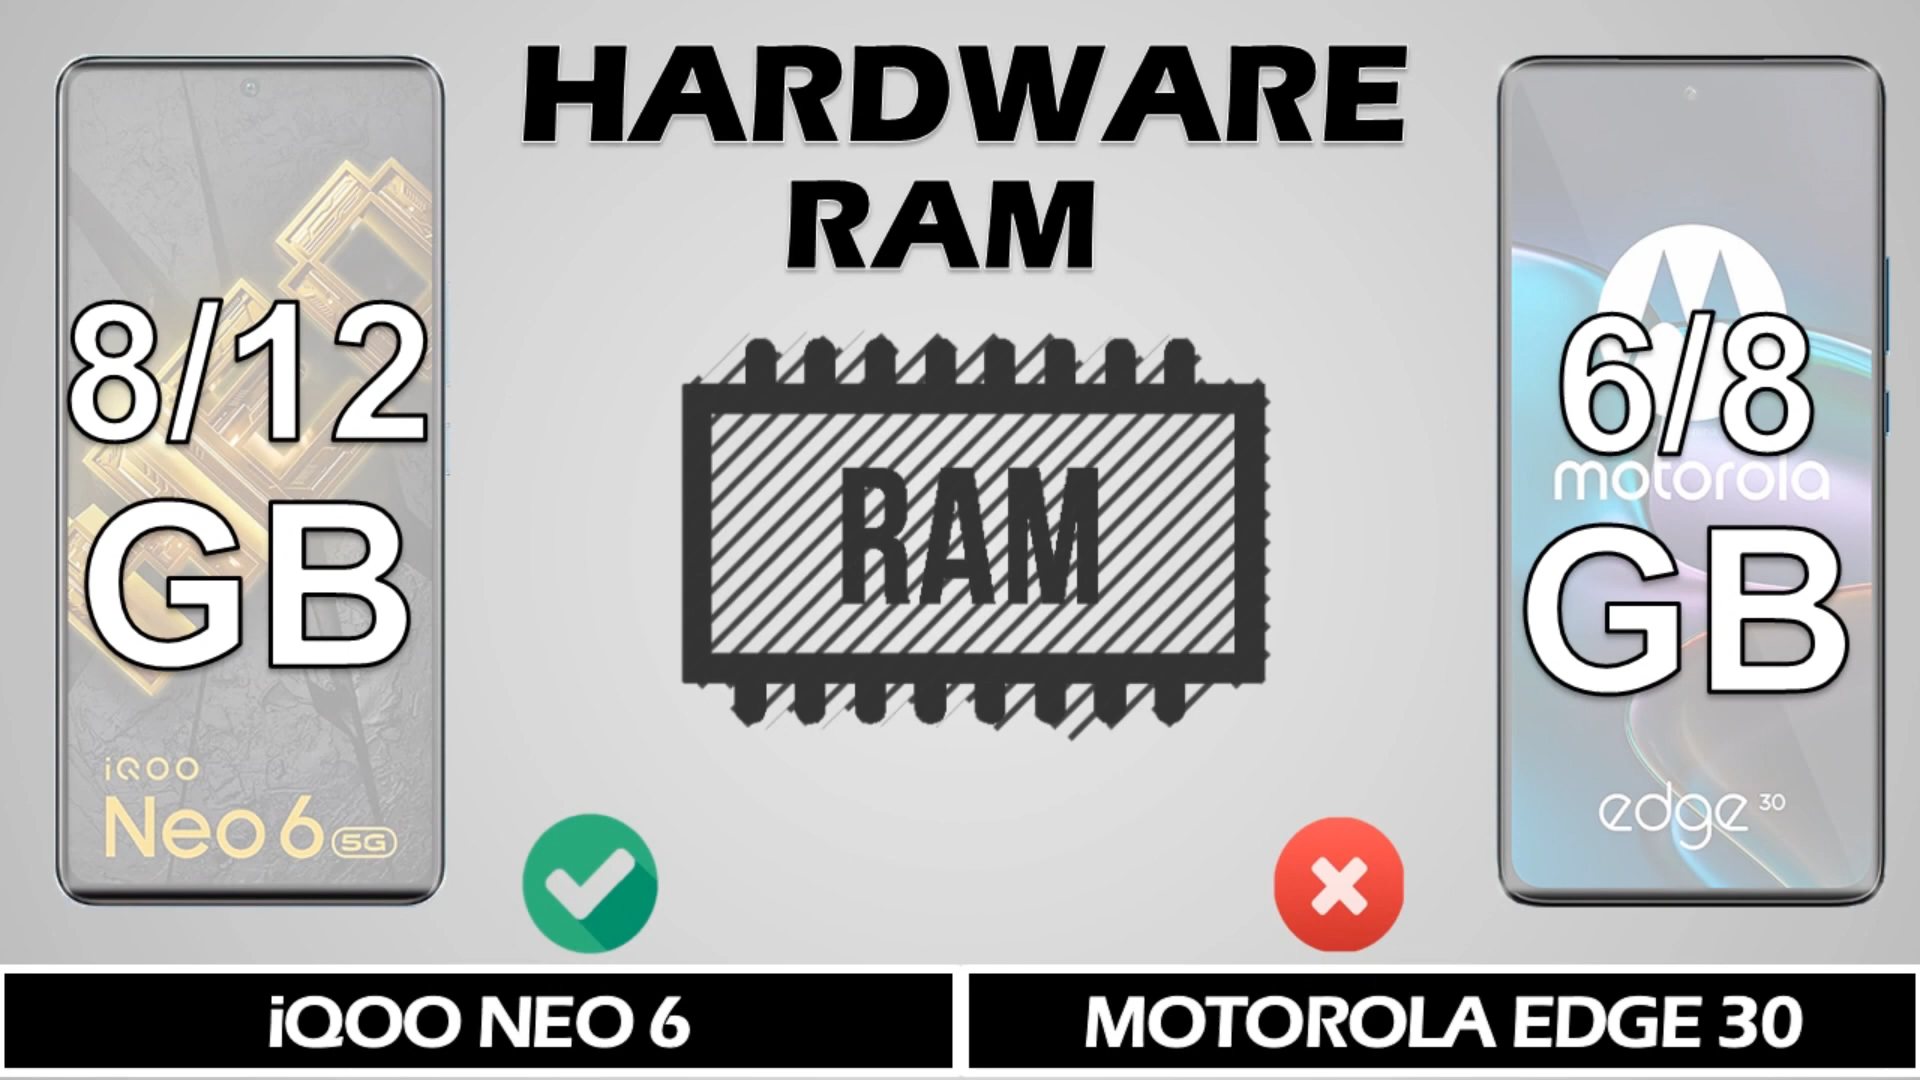 HARDWARE
RAM
8/12
GB
iQOO
Neo 6 5G
RAM
6/8
motorola
GB
edge 30
iQOO NEO 6
MOTOROLA EDGE 30